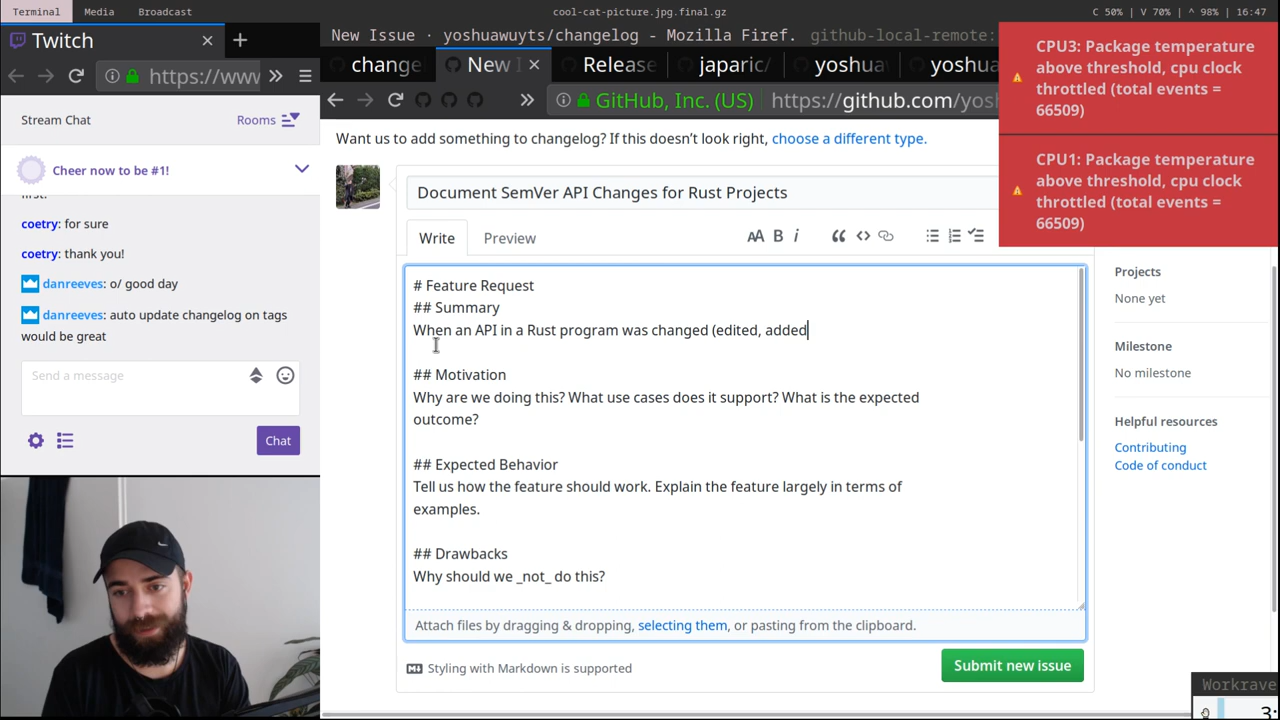 Terminal Media Broadcast
cool-cat-picture.jpg.final.gz
C 50% | V 70% | ^ 98% | 16:47
Twitch
https://www
Stream Chat
Rooms
Cheer now to be #1!
first!
coetry: for sure
coetry: thank you!
danreeves: o/ good day
danreeves: auto update changelog on tags
would be great
Send a message
Chat
New Issue · yoshuawuyts/changelog - Mozilla Firef.
github-local-remote:
change
New I
Release
japaric/
yoshua
yoshu
GitHub, Inc. (US)
https://github.com/yos
CPU3: Package temperature
above threshold, cpu clock
throttled (total events =
66509)
CPU1: Package temperature
above threshold, cpu clock
throttled (total events =
66509)
Want us to add something to changelog? If this doesn’t look right, choose a different type.
Document SemVer API Changes for Rust Projects
Write
Preview
AA B i
# Feature Request
## Summary
When an API in a Rust program was changed (edited, added
## Motivation
Why are we doing this? What use cases does it support? What is the expected
outcome?
## Expected Behavior
Tell us how the feature should work. Explain the feature largely in terms of
examples.
## Drawbacks
Why should we _not_ do this?
Attach files by dragging & dropping, selecting them, or pasting from the clipboard.
Styling with Markdown is supported
Submit new issue
Projects
None yet
Milestone
No milestone
Helpful resources
Contributing
Code of conduct
Workrave
3: